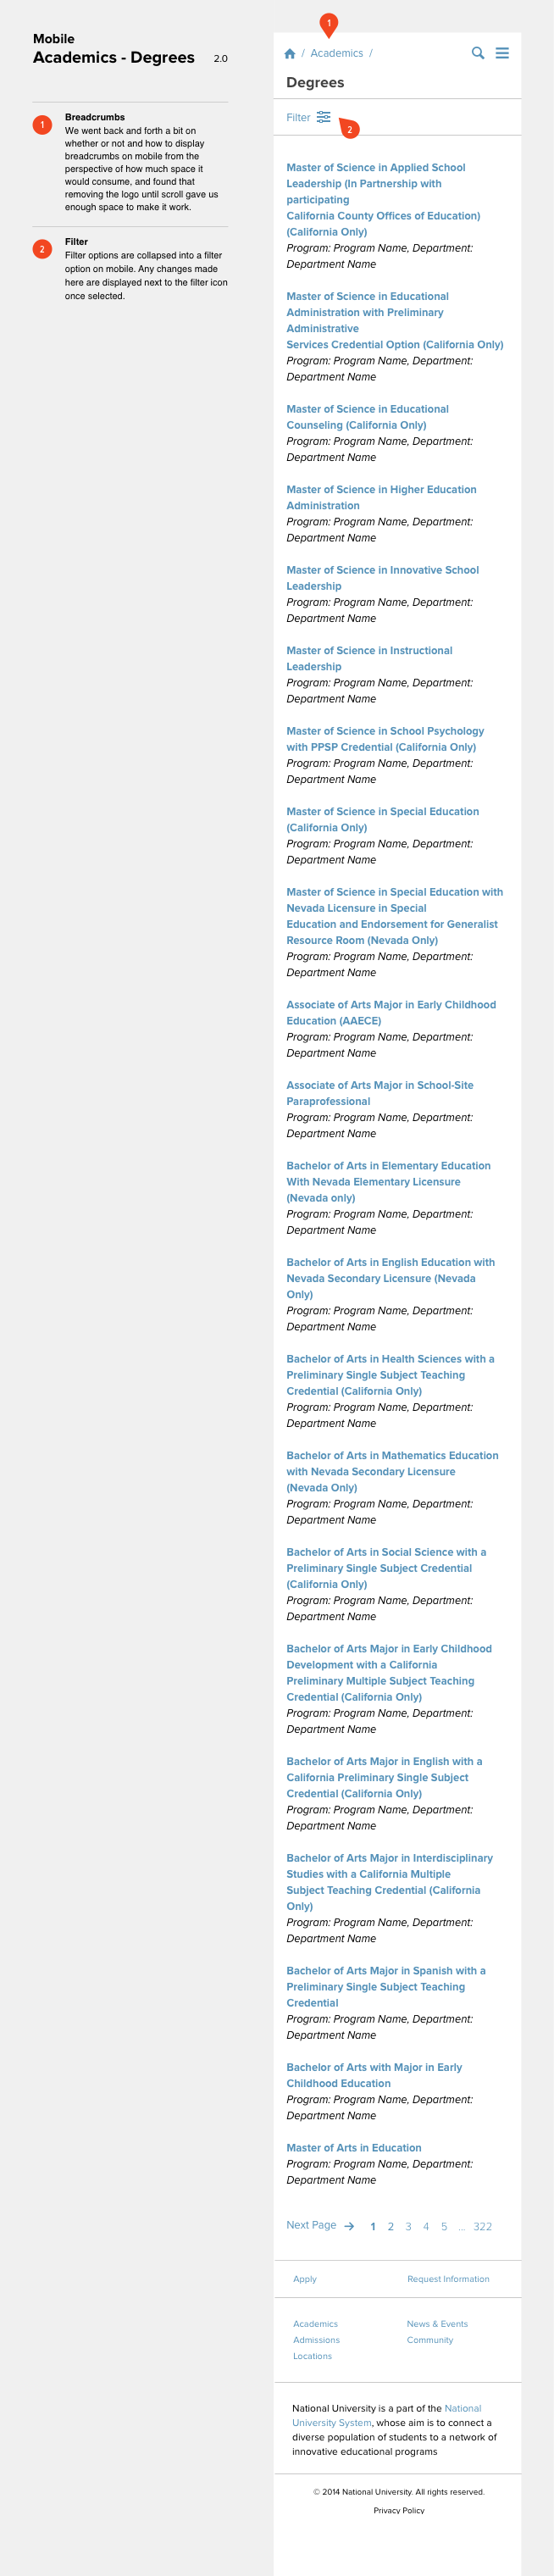 Mobile
Academics - Degrees 2.0
1
Breadcrumbs
We went back and forth a bit on
whether or not and how to display
breadcrumbs on mobile from the
perspective of how much space it
would consume, and found that
removing the logo until scroll gave us
enough space to make it work.
2
Filter
Filter options are collapsed into a filter
option on mobile. Any changes made
here are displayed next to the filter icon
once selected.
1
/ Academics /
Degrees
Filter
2
Master of Science in Applied School
Leadership (In Partnership with
participating
California County Offices of Education)
(California Only)
Program: Program Name, Department:
Department Name
Master of Science in Educational
Administration with Preliminary
Administrative
Services Credential Option (California Only)
Program: Program Name, Department:
Department Name
Master of Science in Educational
Counseling (California Only)
Program: Program Name, Department:
Department Name
Master of Science in Higher Education
Administration
Program: Program Name, Department:
Department Name
Master of Science in Innovative School
Leadership
Program: Program Name, Department:
Department Name
Master of Science in Instructional
Leadership
Program: Program Name, Department:
Department Name
Master of Science in School Psychology
with PPSP Credential (California Only)
Program: Program Name, Department:
Department Name
Master of Science in Special Education
(California Only)
Program: Program Name, Department:
Department Name
Master of Science in Special Education with
Nevada Licensure in Special
Education and Endorsement for Generalist
Resource Room (Nevada Only)
Program: Program Name, Department:
Department Name
Associate of Arts Major in Early Childhood
Education (AAECE)
Program: Program Name, Department:
Department Name
Associate of Arts Major in School-Site
Paraprofessional
Program: Program Name, Department:
Department Name
Bachelor of Arts in Elementary Education
With Nevada Elementary Licensure
(Nevada only)
Program: Program Name, Department:
Department Name
Bachelor of Arts in English Education with
Nevada Secondary Licensure (Nevada
Only)
Program: Program Name, Department:
Department Name
Bachelor of Arts in Health Sciences with a
Preliminary Single Subject Teaching
Credential (California Only)
Program: Program Name, Department:
Department Name
Bachelor of Arts in Mathematics Education
with Nevada Secondary Licensure
(Nevada Only)
Program: Program Name, Department:
Department Name
Bachelor of Arts in Social Science with a
Preliminary Single Subject Credential
(California Only)
Program: Program Name, Department:
Department Name
Bachelor of Arts Major in Early Childhood
Development with a California
Preliminary Multiple Subject Teaching
Credential (California Only)
Program: Program Name, Department:
Department Name
Bachelor of Arts Major in English with a
California Preliminary Single Subject
Credential (California Only)
Program: Program Name, Department:
Department Name
Bachelor of Arts Major in Interdisciplinary
Studies with a California Multiple
Subject Teaching Credential (California
Only)
Program: Program Name, Department:
Department Name
Bachelor of Arts Major in Spanish with a
Preliminary Single Subject Teaching
Credential
Program: Program Name, Department:
Department Name
Bachelor of Arts with Major in Early
Childhood Education
Program: Program Name, Department:
Department Name
Master of Arts in Education
Program: Program Name, Department:
Department Name
Next Page → 1 2 3 4 5 ... 322
Apply Request Information
Academics News & Events
Admissions Community
Locations
National University is a part of the National
University System, whose aim is to connect a
diverse population of students to a network of
innovative educational programs
© 2014 National University. All rights reserved.
Privacy Policy